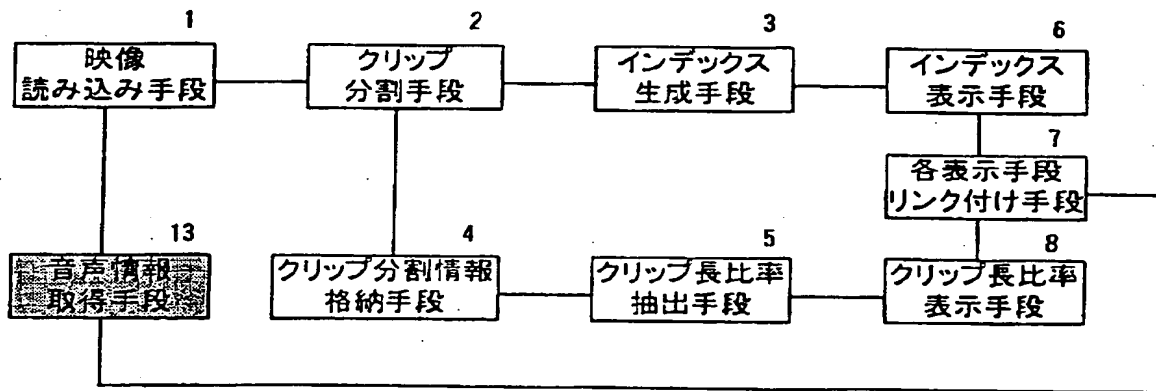 1
映像
読み込み手段
2
クリップ
分割手段
3
インデックス
生成手段
6
インデックス
表示手段
7
各表示手段
リンク付け手段
13
音声情報
取得手段
4
クリップ分割情報
格納手段
5
クリップ長比率
抽出手段
8
クリップ長比率
表示手段